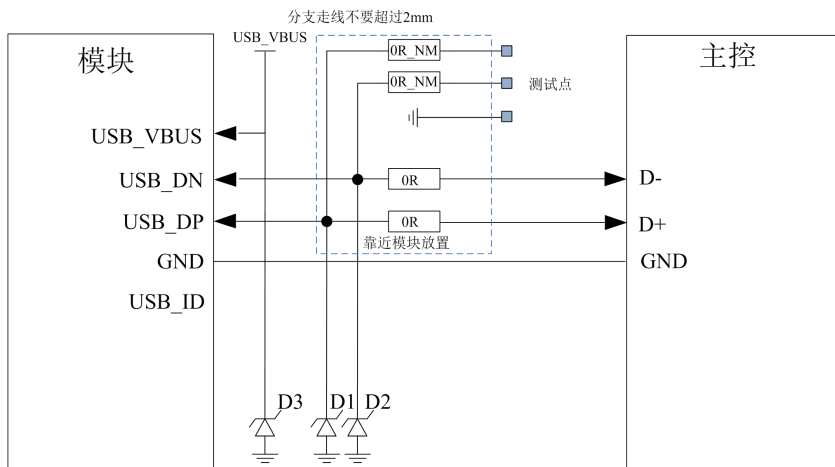 分支走线不要超过2mm
USB_VBUS
模块
主控
0R_NM
0R_NM
测试点
USB_VBUS
USB_DN
0R
D-
USB_DP
0R
D+
靠近模块放置
GND
GND
USB_ID
D3
D1
D2